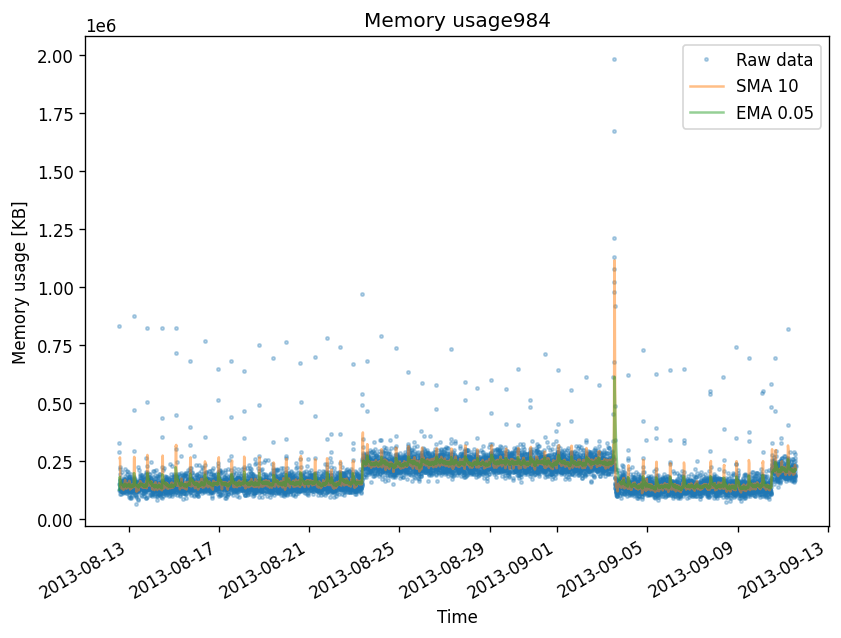 Memory usage984
1e6
2.00
1.75
1.50
1.25
1.00
0.75
0.50
0.25
0.00
Memory usage [KB]
Raw data
SMA 10
EMA 0.05
2013-08-13
2013-08-17
2013-08-21
2013-08-25
2013-08-29
2013-09-01
2013-09-05
2013-09-09
2013-09-13
Time